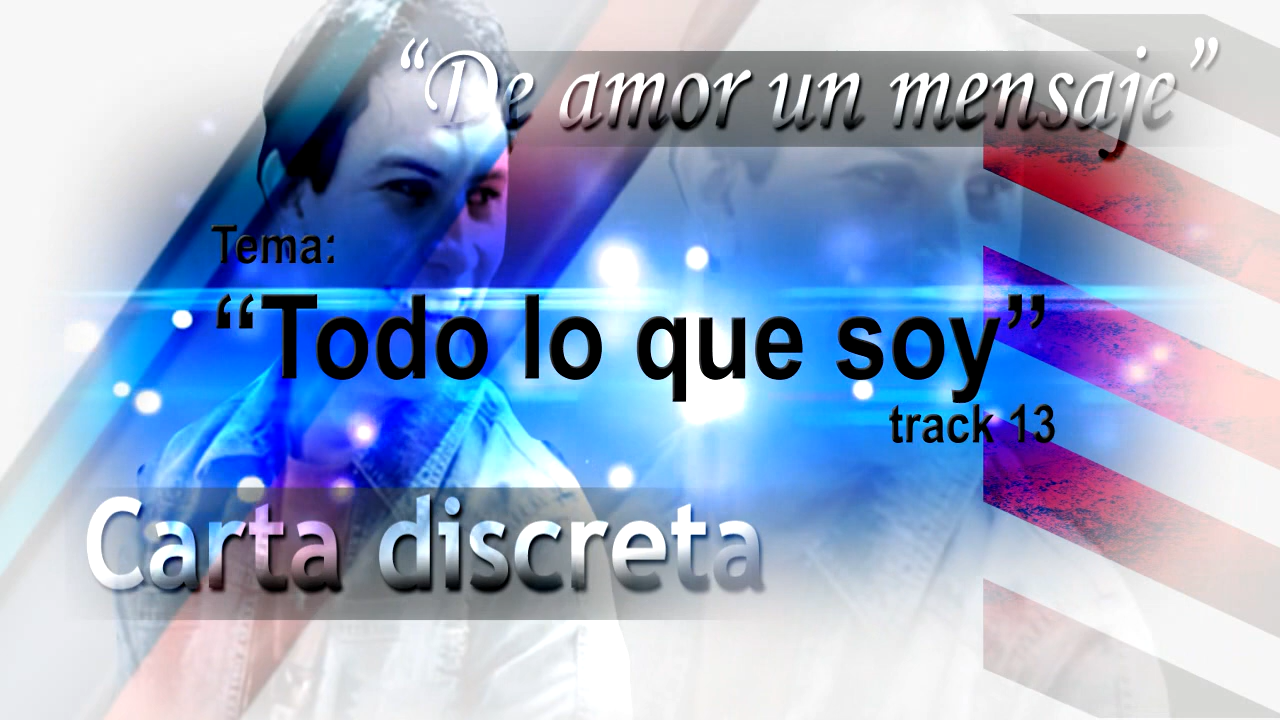 “De amor un mensaje”
Tema:
“Todo lo que soy”
track 13
Carta discreta